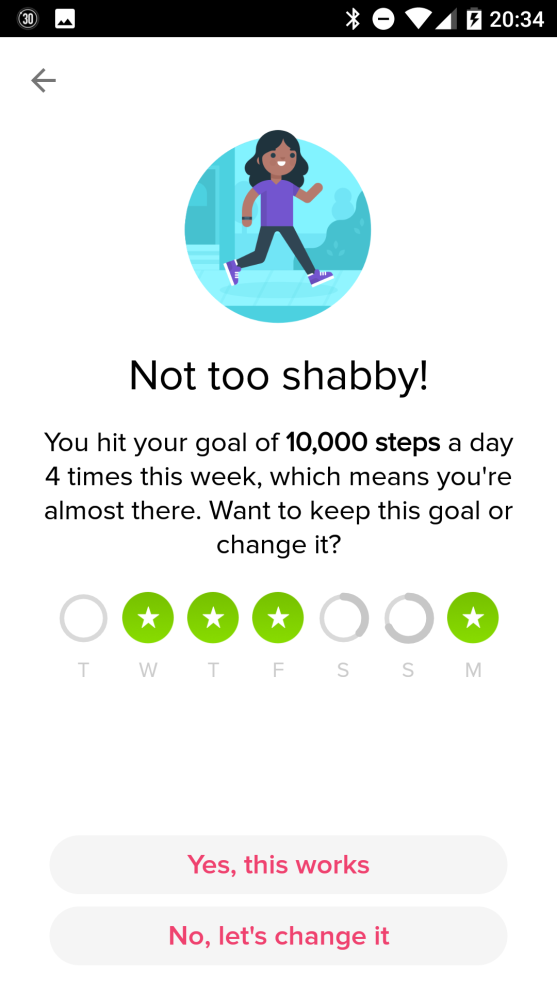 30
20:34
Not too shabby!
You hit your goal of 10,000 steps a day
4 times this week, which means you're
almost there. Want to keep this goal or
change it?
T W T F S S M
Yes, this works
No, let's change it